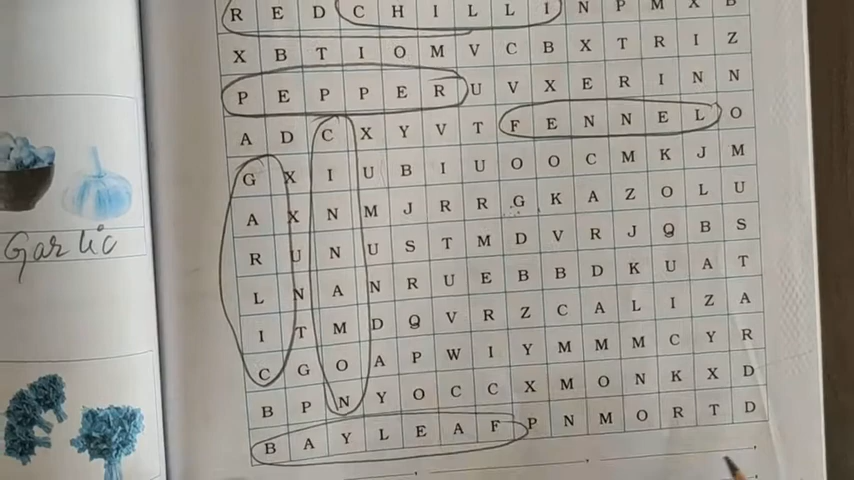 R E D C H I L L I N P M X B
X B T I O M V C B X T R I Z
P E P P E R U V X E R I N N
A D C X Y V T F E N N E L O
G X I U B I U O O C M K J M
A X N M J R R G K A Z O L U
R U N U S T M D V R J Q B S
L N A N R U E B B D K U A T
I T M D Q V R Z C A L I Z A
C G O A P W I Y M M M C Y R
B P N Y O C C X M O N K X D
B A Y L E A F P N M O R T D
Garlic